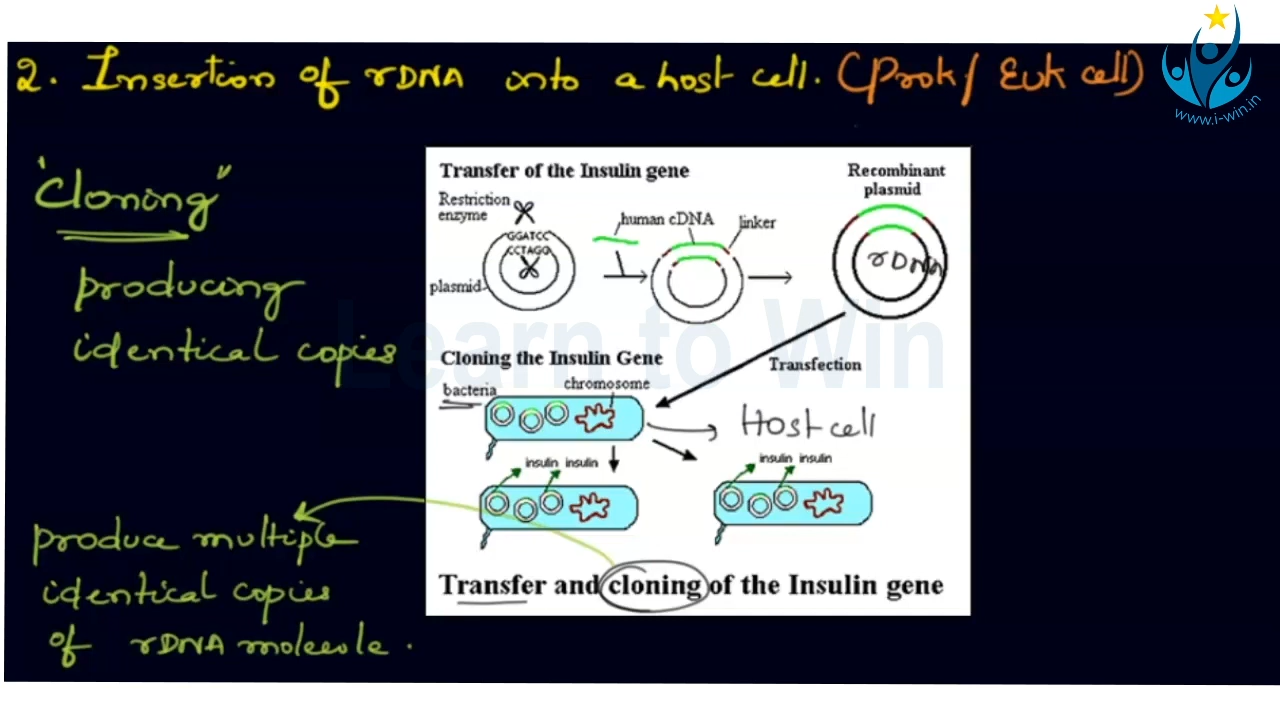 2. Insertion of rDNA into a host cell. (Prok/ Euk cell)
www.i-win.in
"Cloning"
producing
identical copies
Transfer of the Insulin gene
Recombinant
plasmid
Restriction
enzyme
human cDNA
linker
GGATCC
CCTAGG
plasmid
rDNA
Learn to Win
Cloning the Insulin Gene
Transfection
bacteria
chromosome
Host cell
insulin insulin
insulin insulin
produce multiple
identical copies
of rDNA molecule.
Transfer and cloning of the Insulin gene